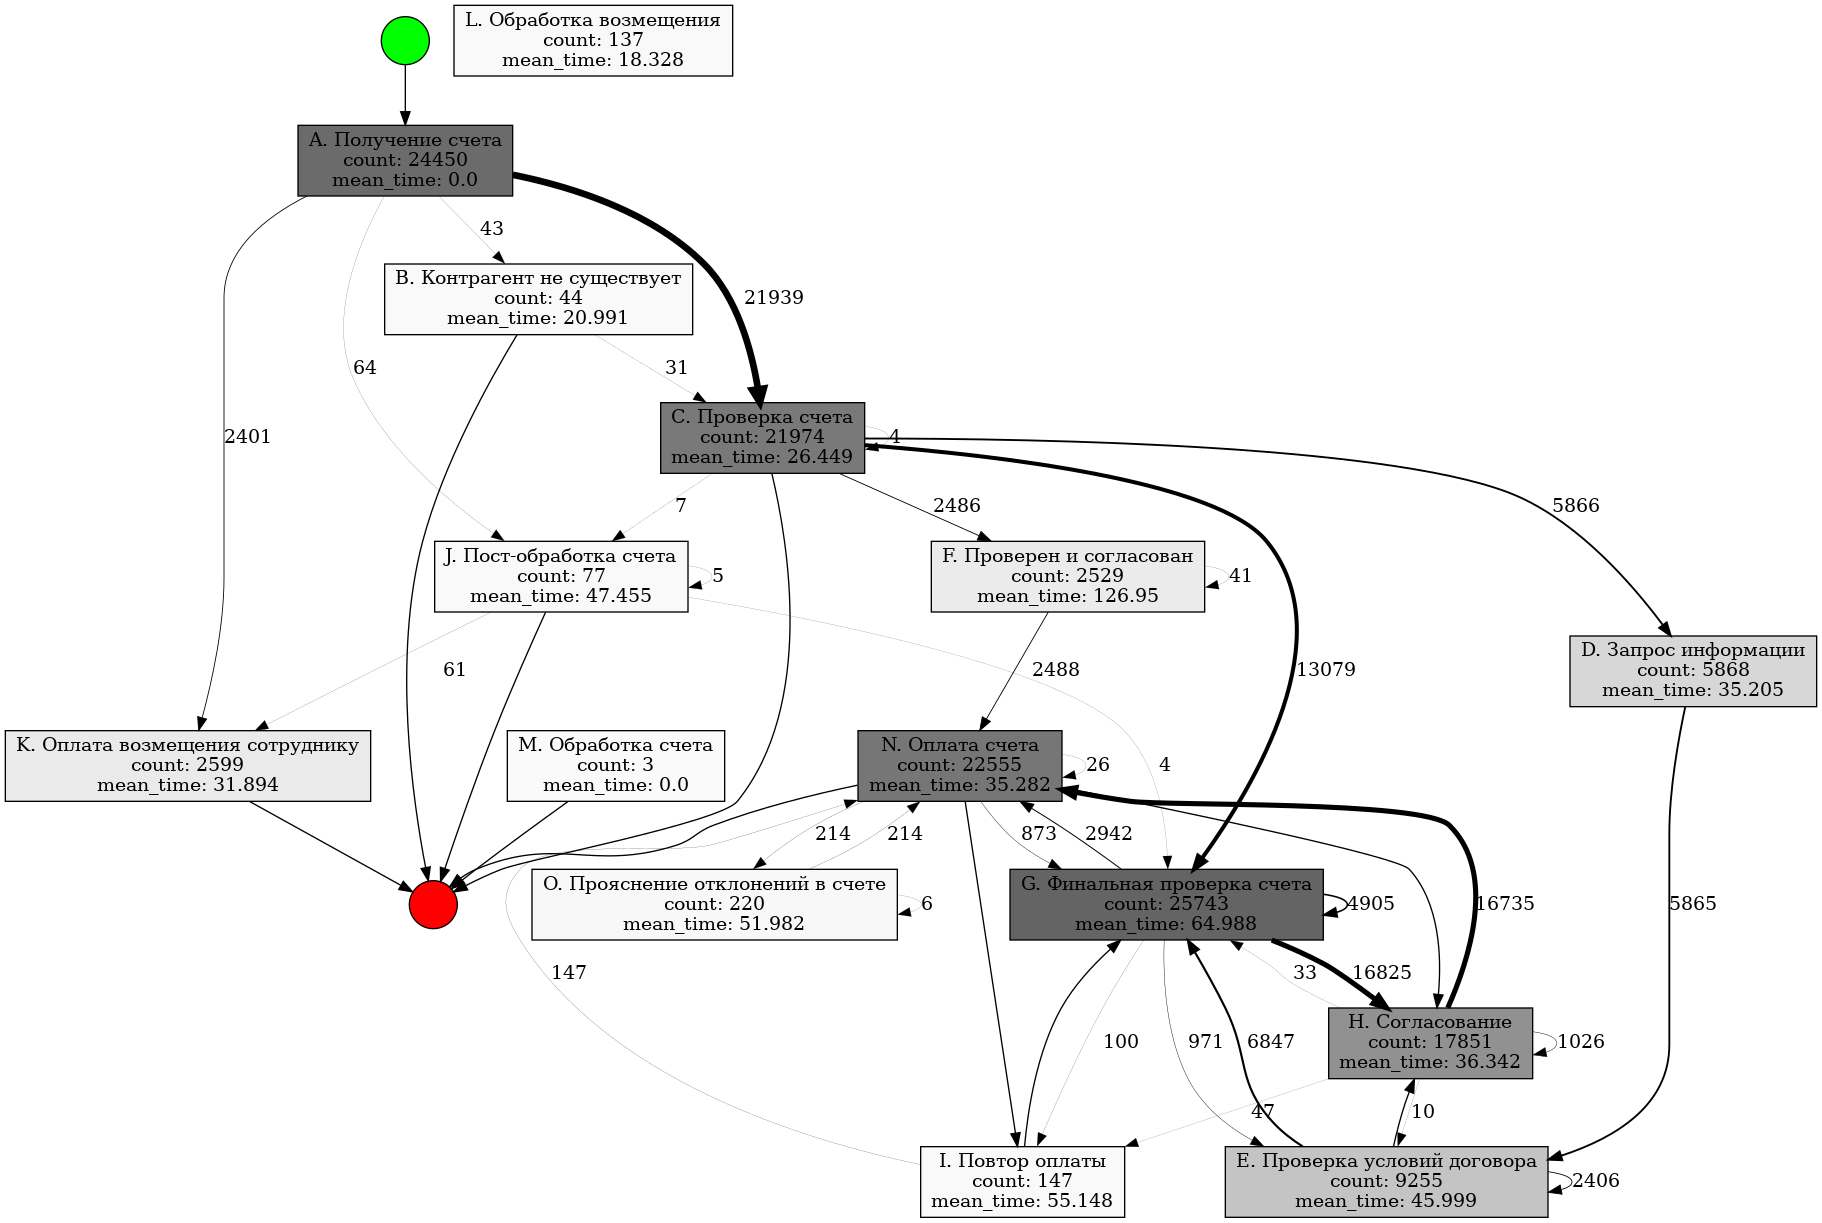 L. Обработка возмещения
count: 137
mean_time: 18.328
A. Получение счета
count: 24450
mean_time: 0.0
43
B. Контрагент не существует
count: 44
mean_time: 20.991
21939
64
31
2401
C. Проверка счета
count: 21974
mean_time: 26.449
4
7
2486
5866
J. Пост-обработка счета
count: 77
mean_time: 47.455
5
F. Проверен и согласован
count: 2529
mean_time: 126.95
41
61
2488
13079
D. Запрос информации
count: 5868
mean_time: 35.205
K. Оплата возмещения сотруднику
count: 2599
mean_time: 31.894
M. Обработка счета
count: 3
mean_time: 0.0
N. Оплата счета
count: 22555
mean_time: 35.282
26
4
214
214
873
2942
O. Прояснение отклонений в счете
count: 220
mean_time: 51.982
6
G. Финальная проверка счета
count: 25743
mean_time: 64.988
4905
16735
5865
147
33
16825
100
971
6847
H. Согласование
count: 17851
mean_time: 36.342
1026
47
10
I. Повтор оплаты
count: 147
mean_time: 55.148
E. Проверка условий договора
count: 9255
mean_time: 45.999
2406